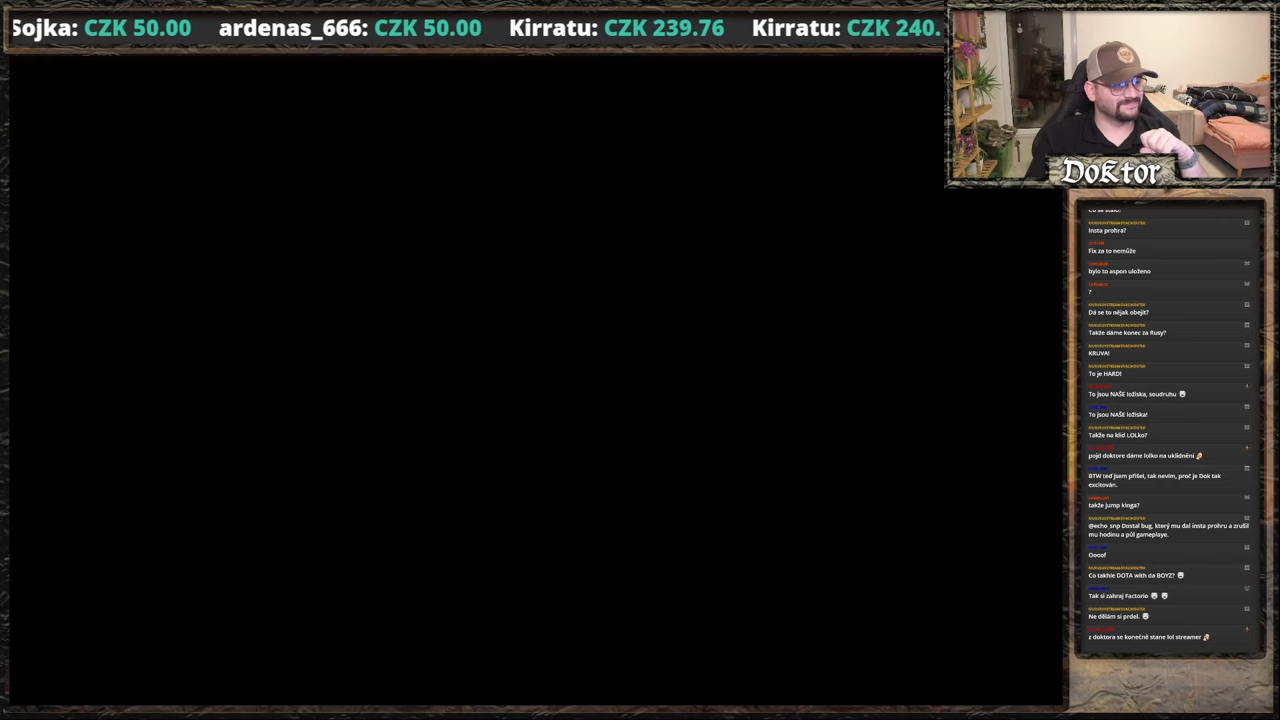 Sojka: CZK 50.00 ardenas_666: CZK 50.00 Kirratu: CZK 239.76 Kirratu: CZK 240.
Doktor
Co se stalo?
Insta prohra?
Fix za to nemůže
bylo to aspon uloženo
?
Dá se to nějak obejít?
Takže dáme konec za Rusy?
KRUVA!
To je HARD!
To jsou NAŠE ložiska, soudruhu
To jsou NAŠE ložiska!
Takže na klid LOLko?
pojd doktore dáme lolko na uklidnění
BTW teď jsem přišel, tak nevím, proč je Dok tak
excitován.
takže jump kinga?
@echo_snp Dostal bug, který mu dal insta prohru a zrušil
mu hodinu a půl gameplaye.
Oooof
Co takhle DOTA with da BOYZ?
Tak si zahraj Factorio
Ne dělám si prdel.
z doktora se konečně stane lol streamer